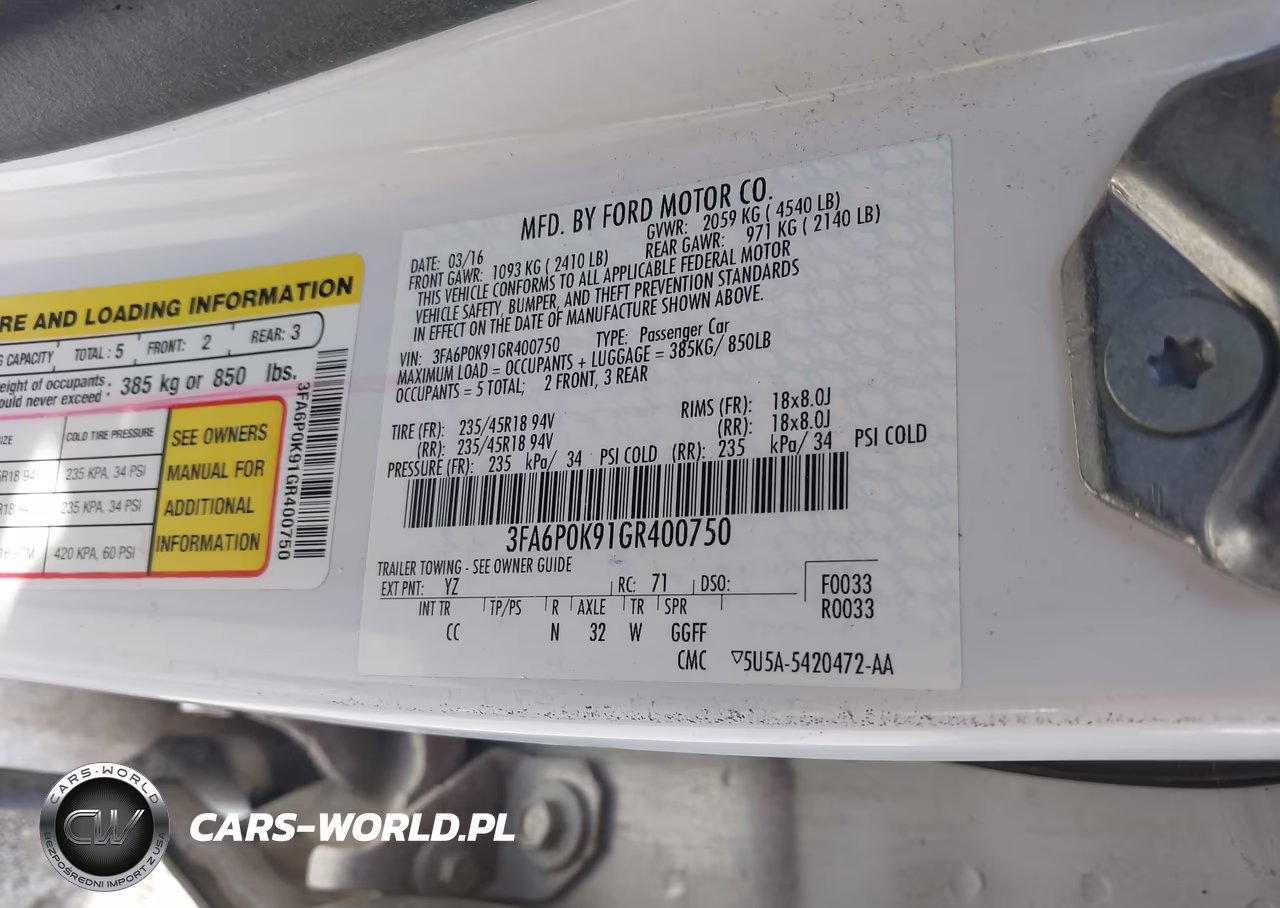 MFD. BY FORD MOTOR CO.
DATE: 03/16 GVWR: 2059 KG ( 4540 LB)
FRONT GAWR: 1093 KG ( 2410 LB) REAR GAWR: 971 KG ( 2140 LB)
THIS VEHICLE CONFORMS TO ALL APPLICABLE FEDERAL MOTOR
VEHICLE SAFETY, BUMPER, AND THEFT PREVENTION STANDARDS
IN EFFECT ON THE DATE OF MANUFACTURE SHOWN ABOVE.
VIN: 3FA6P0K91GR400750 TYPE: Passenger Car
MAXIMUM LOAD = OCCUPANTS + LUGGAGE = 385KG/ 850LB
OCCUPANTS = 5 TOTAL; 2 FRONT, 3 REAR
TIRE (FR): 235/45R18 94V RIMS (FR): 18x8.0J
(RR): 235/45R18 94V (RR): 18x8.0J
PRESSURE (FR): 235 kPa/ 34 PSI COLD (RR): 235 kPa/ 34 PSI COLD
3FA6P0K91GR400750
TRAILER TOWING - SEE OWNER GUIDE
EXT PNT: YZ RC: 71 DSO: F0033
R0033
INT TR TP/PS R AXLE TR SPR
CC N 32 W GGFF
CMC ▽5U5A-5420472-AA
RE AND LOADING INFORMATION
G CAPACITY TOTAL : 5 FRONT: 2 REAR: 3
eight of occupants
ould never exceed : 385 kg or 850 lbs.
IZE COLD TIRE PRESSURE
R18 94 235 KPA, 34 PSI
235 KPA, 34 PSI
420 KPA, 60 PSI
SEE OWNERS
MANUAL FOR
ADDITIONAL
INFORMATION
3FA6P0K91GR400750
CARS-WORLD
CW
BEZPOŚREDNI IMPORT Z USA
CARS-WORLD.PL